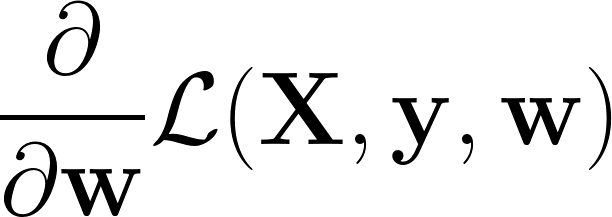 ∂/∂𝐰 𝓛(𝐗, 𝐲, 𝐰)